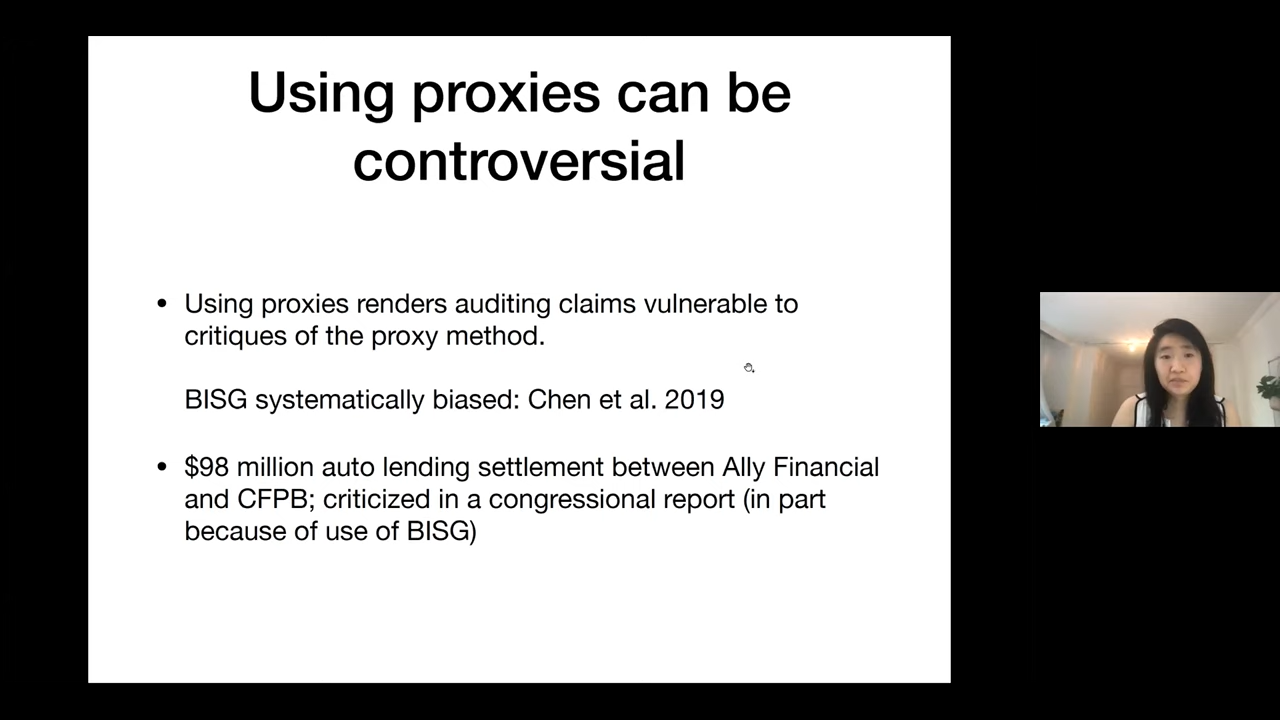 Using proxies can be
controversial
• Using proxies renders auditing claims vulnerable to
critiques of the proxy method.
BISG systematically biased: Chen et al. 2019
• $98 million auto lending settlement between Ally Financial
and CFPB; criticized in a congressional report (in part
because of use of BISG)